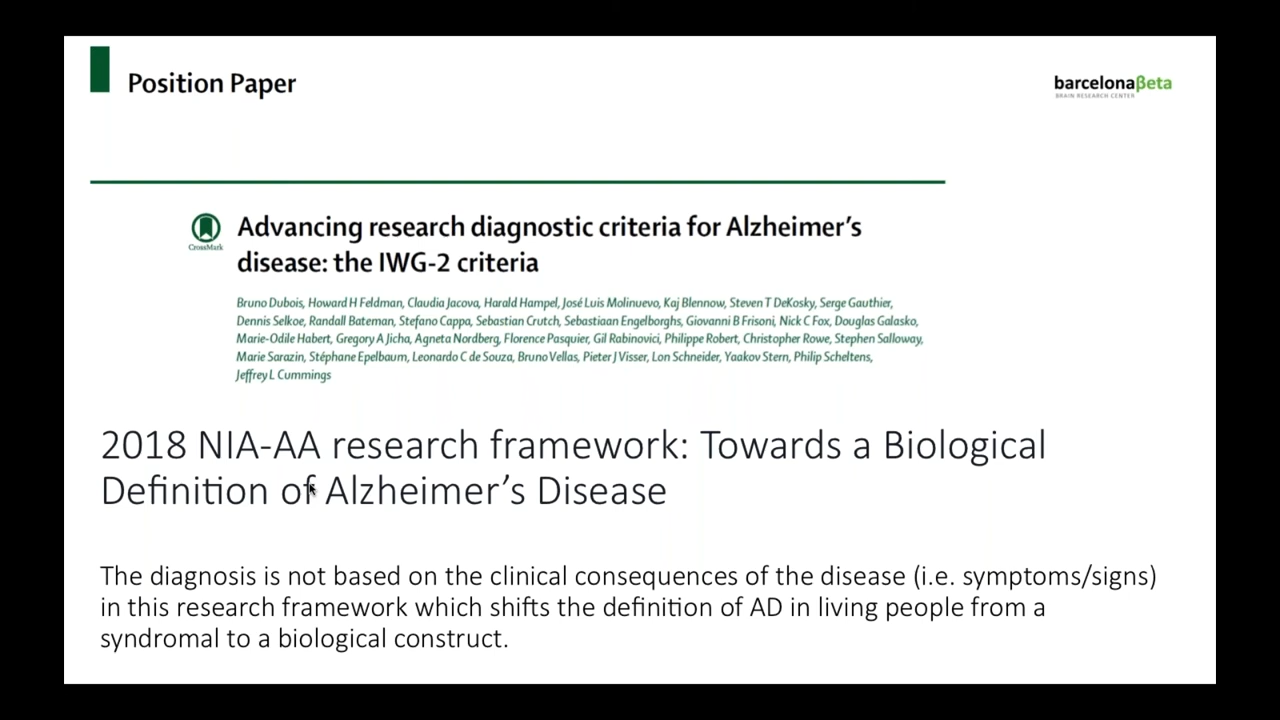 Position Paper
barcelonaβeta
BRAIN RESEARCH CENTER
CrossMark
Advancing research diagnostic criteria for Alzheimer's
disease: the IWG-2 criteria
Bruno Dubois, Howard H Feldman, Claudia Jacova, Harald Hampel, José Luis Molinuevo, Kaj Blennow, Steven T DeKosky, Serge Gauthier,
Dennis Selkoe, Randall Bateman, Stefano Cappa, Sebastian Crutch, Sebastiaan Engelborghs, Giovanni B Frisoni, Nick C Fox, Douglas Galasko,
Marie-Odile Habert, Gregory A Jicha, Agneta Nordberg, Florence Pasquier, Gil Rabinovici, Philippe Robert, Christopher Rowe, Stephen Salloway,
Marie Sarazin, Stéphane Epelbaum, Leonardo C de Souza, Bruno Vellas, Pieter J Visser, Lon Schneider, Yaakov Stern, Philip Scheltens,
Jeffrey L Cummings
2018 NIA-AA research framework: Towards a Biological
Definition of Alzheimer's Disease
The diagnosis is not based on the clinical consequences of the disease (i.e. symptoms/signs)
in this research framework which shifts the definition of AD in living people from a
syndromal to a biological construct.